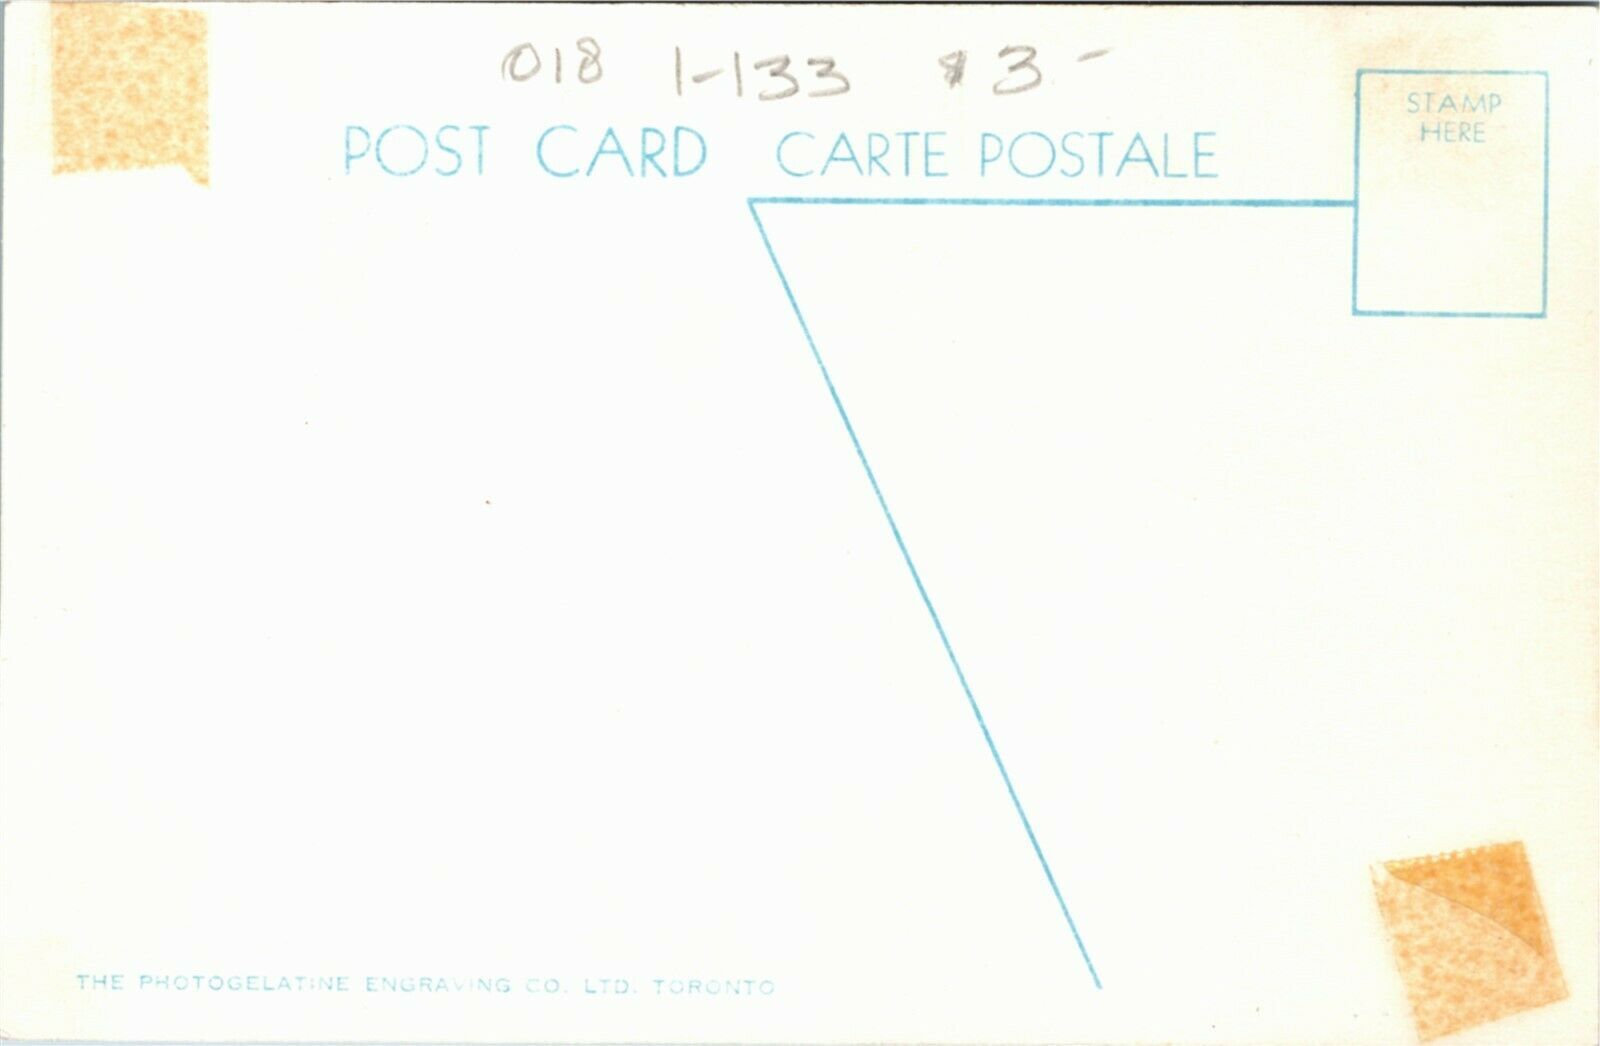 018 1-133 $3-
POST CARD CARTE POSTALE
STAMP
HERE
THE PHOTOGELATINE ENGRAVING CO. LTD. TORONTO